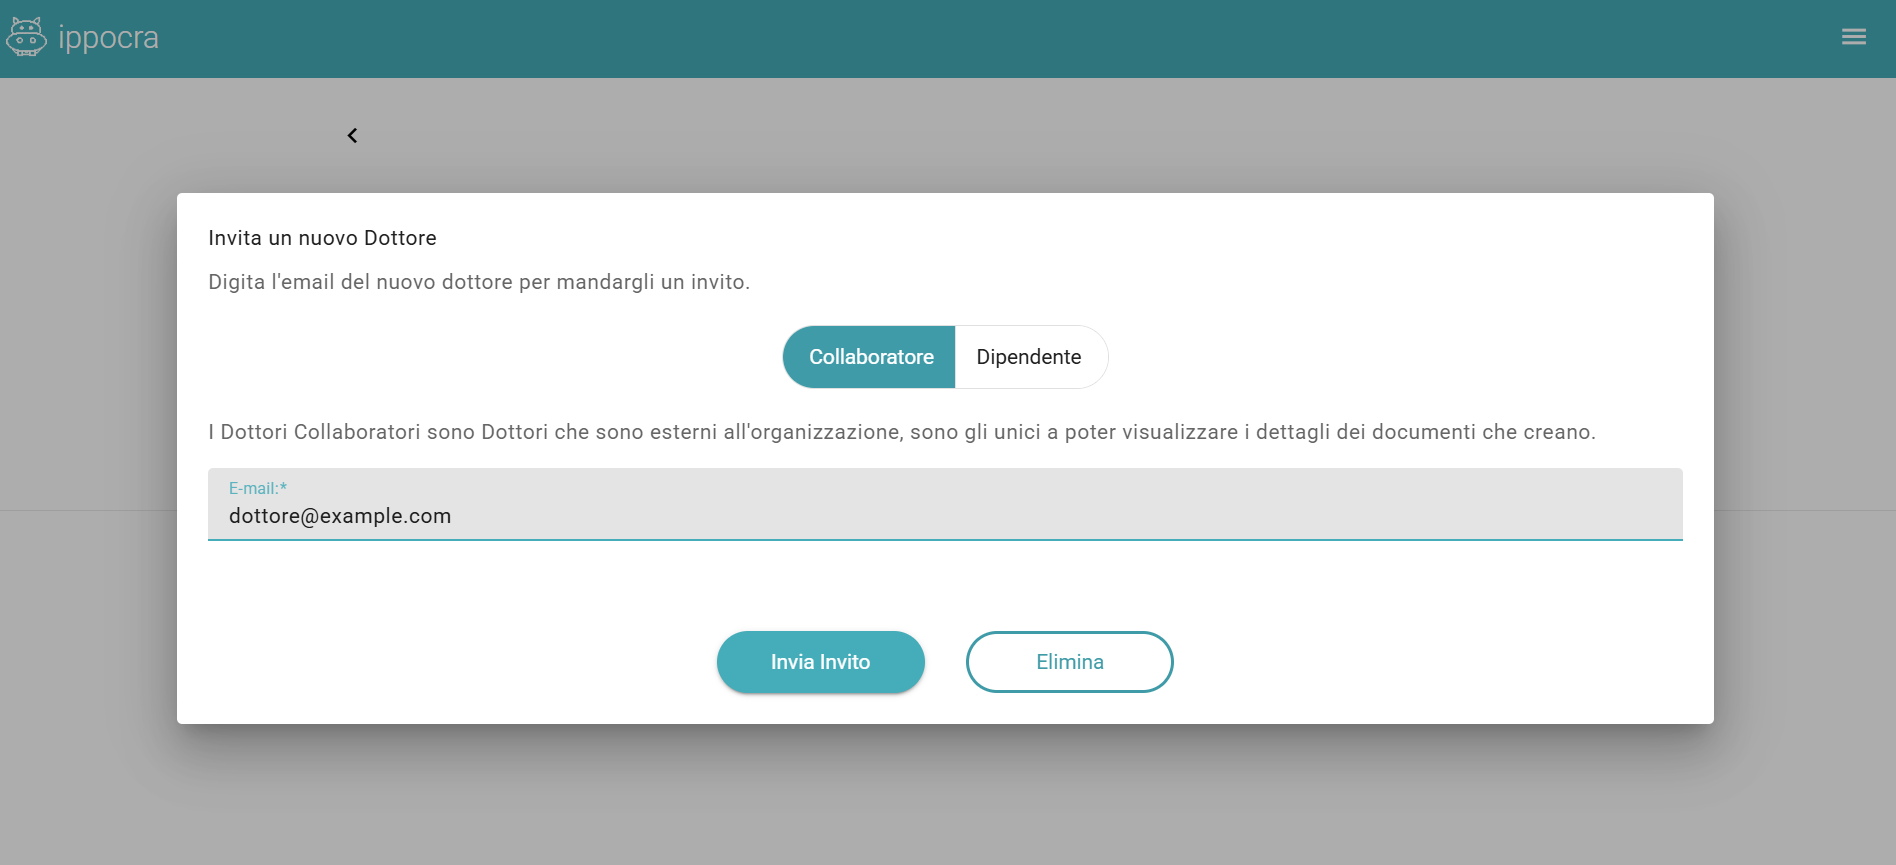 ippocra
Invita un nuovo Dottore
Digita l'email del nuovo dottore per mandargli un invito.
Collaboratore Dipendente
I Dottori Collaboratori sono Dottori che sono esterni all'organizzazione, sono gli unici a poter visualizzare i dettagli dei documenti che creano.
E-mail:*
dottore@example.com
Invia Invito Elimina